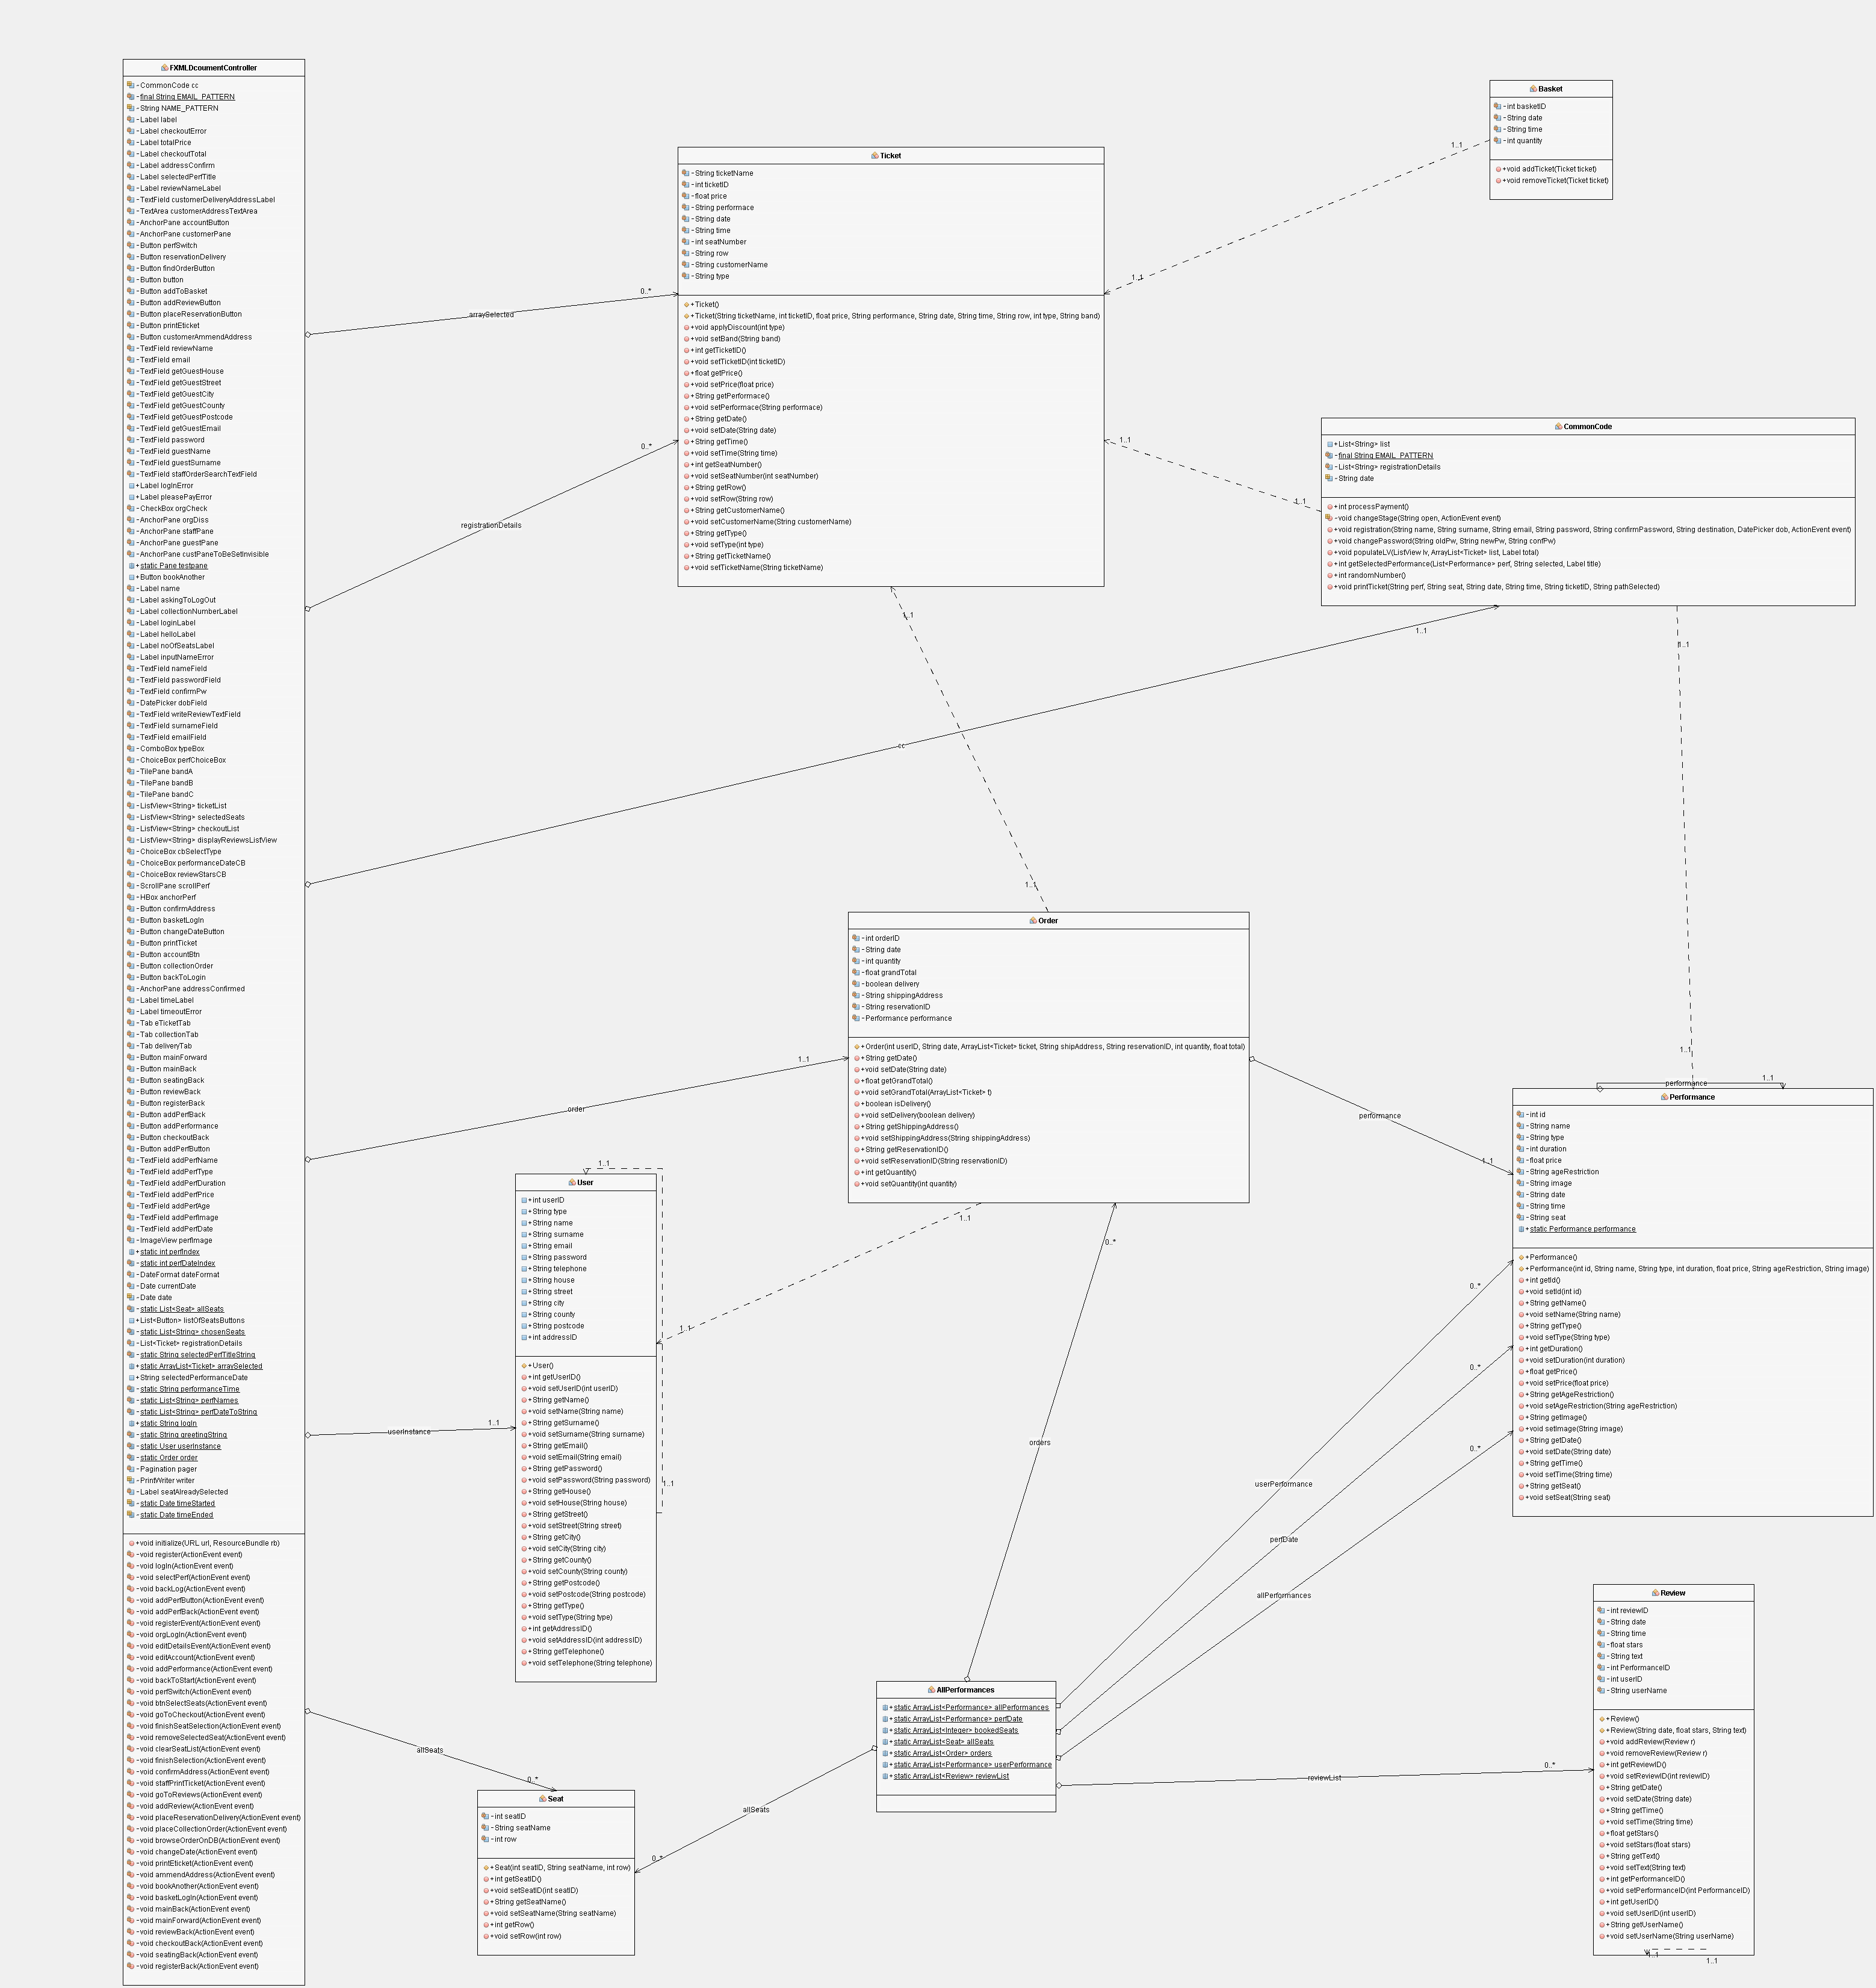 FXMLDcoumentController
-CommonCode cc
-final String EMAIL_PATTERN
-String NAME_PATTERN
-Label label
-Label checkoutError
-Label totalPrice
-Label checkoutTotal
-Label addressConfirm
-Label selectedPerfTitle
-Label reviewNameLabel
-TextField customerDeliveryAddressLabel
-TextArea customerAddressTextArea
-AnchorPane accountButton
-AnchorPane customerPane
-Button perfSwitch
-Button reservationDelivery
-Button findOrderButton
-Button button
-Button addToBasket
-Button addReviewButton
-Button placeReservationButton
-Button printEticket
-Button customerAmmendAddress
-TextField reviewName
-TextField email
-TextField getGuestHouse
-TextField getGuestStreet
-TextField getGuestCity
-TextField getGuestCounty
-TextField getGuestPostcode
-TextField getGuestEmail
-TextField password
-TextField guestName
-TextField guestSurname
-TextField staffOrderSearchTextField
+Label logInError
+Label pleasePayError
-CheckBox orgCheck
-AnchorPane orgDiss
-AnchorPane staffPane
-AnchorPane guestPane
-AnchorPane custPaneToBeSetInvisible
+static Pane testpane
+Button bookAnother
-Label name
-Label askingToLogOut
-Label collectionNumberLabel
-Label loginLabel
-Label helloLabel
-Label noOfSeatsLabel
-Label inputNameError
-TextField nameField
-TextField passwordField
-TextField confirmPw
-DatePicker dobField
-TextField writeReviewTextField
-TextField surnameField
-TextField emailField
-ComboBox typeBox
-ChoiceBox perfChoiceBox
-TilePane bandA
-TilePane bandB
-TilePane bandC
-ListView<String> ticketList
-ListView<String> selectedSeats
-ListView<String> checkoutList
-ListView<String> displayReviewsListView
-ChoiceBox cbSelectType
-ChoiceBox performanceDateCB
-ChoiceBox reviewStarsCB
-ScrollPane scrollPerf
-HBox anchorPerf
-Button confirmAddress
-Button basketLogIn
-Button changeDateButton
-Button printTicket
-Button accountBtn
-Button collectionOrder
-Button backToLogin
-AnchorPane addressConfirmed
-Label timeLabel
-Label timeoutError
-Tab eTicketTab
-Tab collectionTab
-Tab deliveryTab
-Button mainForward
-Button mainBack
-Button seatingBack
-Button reviewBack
-Button registerBack
-Button addPerfBack
-Button addPerformance
-Button checkoutBack
-Button addPerfButton
-TextField addPerfName
-TextField addPerfType
-TextField addPerfDuration
-TextField addPerfPrice
-TextField addPerfAge
-TextField addPerfImage
-TextField addPerfDate
-ImageView perfImage
+static int perfIndex
-static int perfDateIndex
-DateFormat dateFormat
-Date currentDate
-Date date
-static List<Seat> allSeats
+List<Button> listOfSeatsButtons
-static List<String> chosenSeats
-List<Ticket> registrationDetails
-static String selectedPerfTitleString
+static ArrayList<Ticket> arraySelected
+String selectedPerformanceDate
-static String performanceTime
-static List<String> perfNames
-static List<String> perfDateToString
+static String logIn
-static String greetingString
-static User userInstance
-static Order order
-Pagination pager
-PrintWriter writer
-Label seatAlreadySelected
-static Date timeStarted
-static Date timeEnded
+void initialize(URL url, ResourceBundle rb)
-void register(ActionEvent event)
-void logIn(ActionEvent event)
-void selectPerf(ActionEvent event)
-void backLog(ActionEvent event)
-void addPerfButton(ActionEvent event)
-void addPerfBack(ActionEvent event)
-void registerEvent(ActionEvent event)
-void orgLogIn(ActionEvent event)
-void editDetailsEvent(ActionEvent event)
-void editAccount(ActionEvent event)
-void addPerformance(ActionEvent event)
-void backToStart(ActionEvent event)
-void perfSwitch(ActionEvent event)
-void btnSelectSeats(ActionEvent event)
-void goToCheckout(ActionEvent event)
-void finishSeatSelection(ActionEvent event)
-void removeSelectedSeat(ActionEvent event)
-void clearSeatList(ActionEvent event)
-void finishSelection(ActionEvent event)
-void confirmAddress(ActionEvent event)
-void staffPrintTicket(ActionEvent event)
-void goToReviews(ActionEvent event)
-void addReview(ActionEvent event)
-void placeReservationDelivery(ActionEvent event)
-void placeCollectionOrder(ActionEvent event)
-void browseOrderOnDB(ActionEvent event)
-void changeDate(ActionEvent event)
-void printEticket(ActionEvent event)
-void ammendAddress(ActionEvent event)
-void bookAnother(ActionEvent event)
-void basketLogIn(ActionEvent event)
-void mainBack(ActionEvent event)
-void mainForward(ActionEvent event)
-void reviewBack(ActionEvent event)
-void checkoutBack(ActionEvent event)
-void seatingBack(ActionEvent event)
-void registerBack(ActionEvent event)
arraySelected
0..*
registrationDetails
0..*
cc
1..1
order
1..1
userInstance
1..1
allSeats
0..*
Ticket
-String ticketName
-int ticketID
-float price
-String performace
-String date
-String time
-int seatNumber
-String row
-String customerName
-String type
+Ticket()
+Ticket(String ticketName, int ticketID, float price, String performance, String date, String time, String row, int type, String band)
+void applyDiscount(int type)
+void setBand(String band)
+int getTicketID()
+void setTicketID(int ticketID)
+float getPrice()
+void setPrice(float price)
+String getPerformace()
+void setPerformace(String performace)
+String getDate()
+void setDate(String date)
+String getTime()
+void setTime(String time)
+int getSeatNumber()
+void setSeatNumber(int seatNumber)
+String getRow()
+void setRow(String row)
+String getCustomerName()
+void setCustomerName(String customerName)
+String getType()
+void setType(int type)
+String getTicketName()
+void setTicketName(String ticketName)
Basket
-int basketID
-String date
-String time
-int quantity
+void addTicket(Ticket ticket)
+void removeTicket(Ticket ticket)
1..1
1..1
CommonCode
+List<String> list
-final String EMAIL_PATTERN
-List<String> registrationDetails
-String date
+int processPayment()
-void changeStage(String open, ActionEvent event)
+void registration(String name, String surname, String email, String password, String confirmPassword, String destination, DatePicker dob, ActionEvent event)
+void changePassword(String oldPw, String newPw, String confPw)
+void populateLV(ListView lv, ArrayList<Ticket> list, Label total)
+int getSelectedPerformance(List<Performance> perf, String selected, Label title)
+int randomNumber()
+void printTicket(String perf, String seat, String date, String time, String ticketID, String pathSelected)
1..1
1..1
1..1
1..1
1..1
1..1
Order
-int orderID
-String date
-int quantity
-float grandTotal
-boolean delivery
-String shippingAddress
-String reservationID
-Performance performance
+Order(int userID, String date, ArrayList<Ticket> ticket, String shipAddress, String reservationID, int quantity, float total)
+String getDate()
+void setDate(String date)
+float getGrandTotal()
+void setGrandTotal(ArrayList<Ticket> t)
+boolean isDelivery()
+void setDelivery(boolean delivery)
+String getShippingAddress()
+void setShippingAddress(String shippingAddress)
+String getReservationID()
+void setReservationID(String reservationID)
+int getQuantity()
+void setQuantity(int quantity)
performance
1..1
performance
1..1
Performance
-int id
-String name
-String type
-int duration
-float price
-String ageRestriction
-String image
-String date
-String time
-String seat
+static Performance performance
+Performance()
+Performance(int id, String name, String type, int duration, float price, String ageRestriction, String image)
+int getId()
+void setId(int id)
+String getName()
+void setName(String name)
+String getType()
+void setType(String type)
+int getDuration()
+void setDuration(int duration)
+float getPrice()
+void setPrice(float price)
+String getAgeRestriction()
+void setAgeRestriction(String ageRestriction)
+String getImage()
+void setImage(String image)
+String getDate()
+void setDate(String date)
+String getTime()
+void setTime(String time)
+String getSeat()
+void setSeat(String seat)
1..1
1..1
User
+int userID
+String type
+String name
+String surname
+String email
+String password
+String telephone
+String house
+String street
+String city
+String county
+String postcode
+int addressID
+User()
+int getUserID()
+void setUserID(int userID)
+String getName()
+void setName(String name)
+String getSurname()
+void setSurname(String surname)
+String getEmail()
+void setEmail(String email)
+String getPassword()
+void setPassword(String password)
+String getHouse()
+void setHouse(String house)
+String getStreet()
+void setStreet(String street)
+String getCity()
+void setCity(String city)
+String getCounty()
+void setCounty(String county)
+String getPostcode()
+void setPostcode(String postcode)
+String getType()
+void setType(String type)
+int getAddressID()
+void setAddressID(int addressID)
+String getTelephone()
+void setTelephone(String telephone)
1..1
1..1
orders
0..*
userPerformance
0..*
perfDate
0..*
allPerformances
0..*
AllPerformances
+static ArrayList<Performance> allPerformances
+static ArrayList<Performance> perfDate
+static ArrayList<Integer> bookedSeats
+static ArrayList<Seat> allSeats
+static ArrayList<Order> orders
+static ArrayList<Performance> userPerformance
+static ArrayList<Review> reviewList
reviewList
0..*
allSeats
0..*
Seat
-int seatID
-String seatName
-int row
+Seat(int seatID, String seatName, int row)
+int getSeatID()
+void setSeatID(int seatID)
+String getSeatName()
+void setSeatName(String seatName)
+int getRow()
+void setRow(int row)
Review
-int reviewID
-String date
-String time
-float stars
-String text
-int PerformanceID
-int userID
-String userName
+Review()
+Review(String date, float stars, String text)
+void addReview(Review r)
+void removeReview(Review r)
+int getReviewID()
+void setReviewID(int reviewID)
+String getDate()
+void setDate(String date)
+String getTime()
+void setTime(String time)
+float getStars()
+void setStars(float stars)
+String getText()
+void setText(String text)
+int getPerformanceID()
+void setPerformanceID(int PerformanceID)
+int getUserID()
+void setUserID(int userID)
+String getUserName()
+void setUserName(String userName)
1..1
1..1